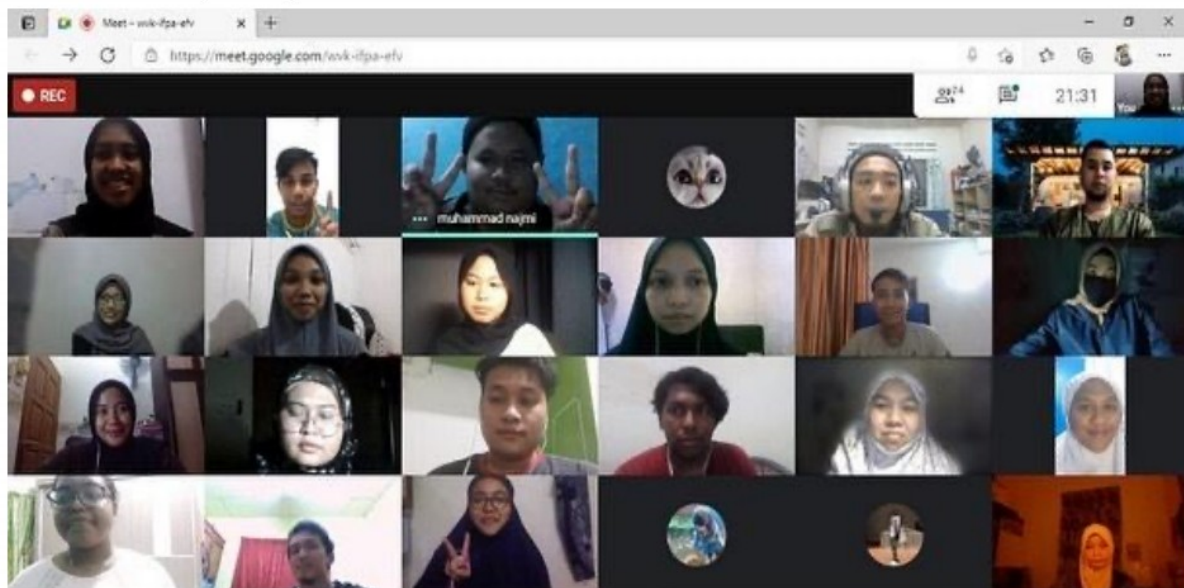 Meet – wvk-ifpa-efv
https://meet.google.com/wvk-ifpa-efv
REC
24
21:31
You
muhammad najmi